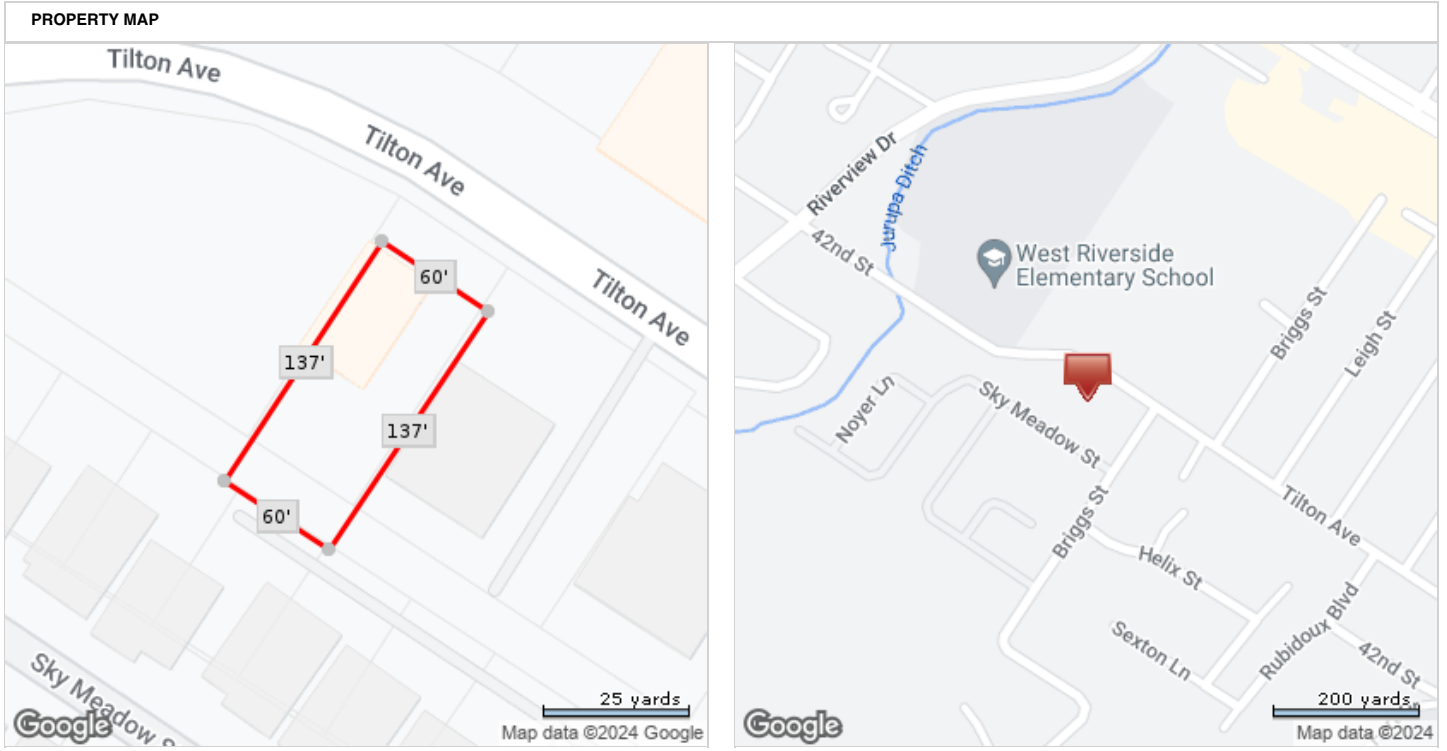 PROPERTY MAP
Tilton Ave
Tilton Ave
Tilton Ave
60'
137'
137'
60'
Sky Meadow S
25 yards
Google
Map data ©2024 Google
Riverview Dr
Jurupa Ditch
42nd St
West Riverside
Elementary School
Briggs St
Leigh St
Noyer Ln
Sky Meadow St
Briggs St
Tilton Ave
Helix St
Rubidoux Blvd
Sexton Ln
42nd St
200 yards
Google
Map data ©2024